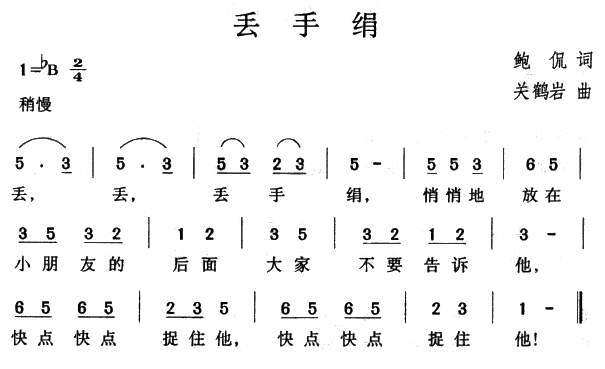 丢手绢
1=♭B 2/4
鲍侃 词
关鹤岩 曲
稍慢
5 · 3 | 5 · 3 | 5 3 2 3 | 5 - | 5 5 3 | 6 5
丢, 丢, 丢 手 绢, 悄悄地 放在
3 5 3 2 | 1 2 | 3 5 | 3 2 1 2 | 3 -
小朋友的 后面 大家 不要告诉 他,
6 5 6 5 | 2 3 5 | 6 5 6 5 | 2 3 | 1 - ‖
快点快点 捉住他, 快点快点 捉住 他!